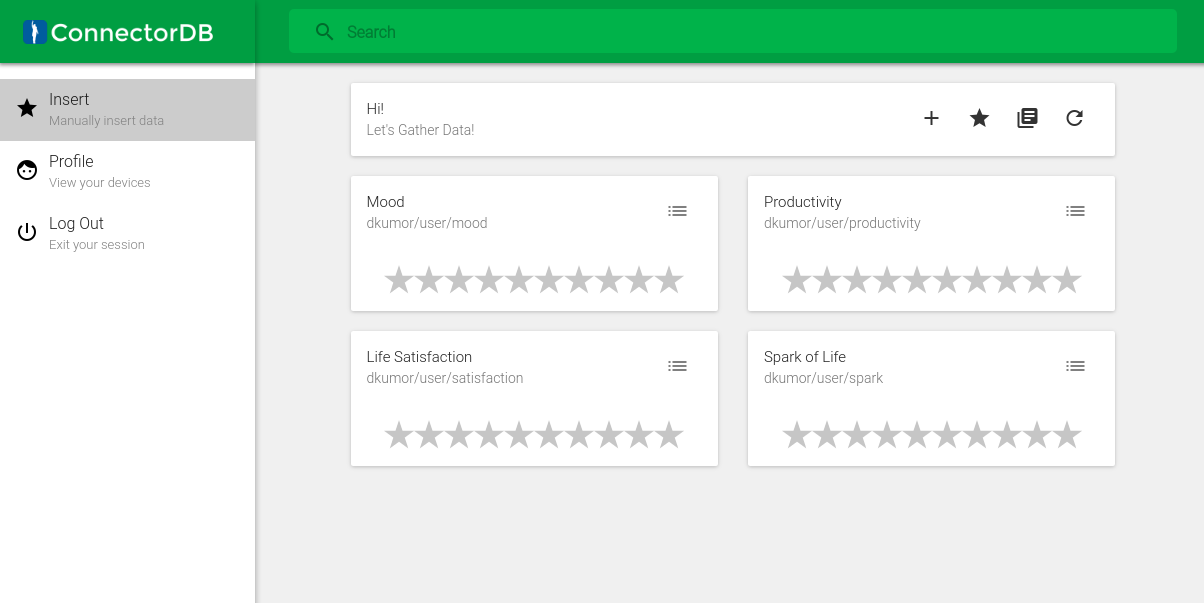 ConnectorDB
Search
Insert
Manually insert data
Profile
View your devices
Log Out
Exit your session
Hi!
Let's Gather Data!
Mood
dkumor/user/mood
Productivity
dkumor/user/productivity
Life Satisfaction
dkumor/user/satisfaction
Spark of Life
dkumor/user/spark